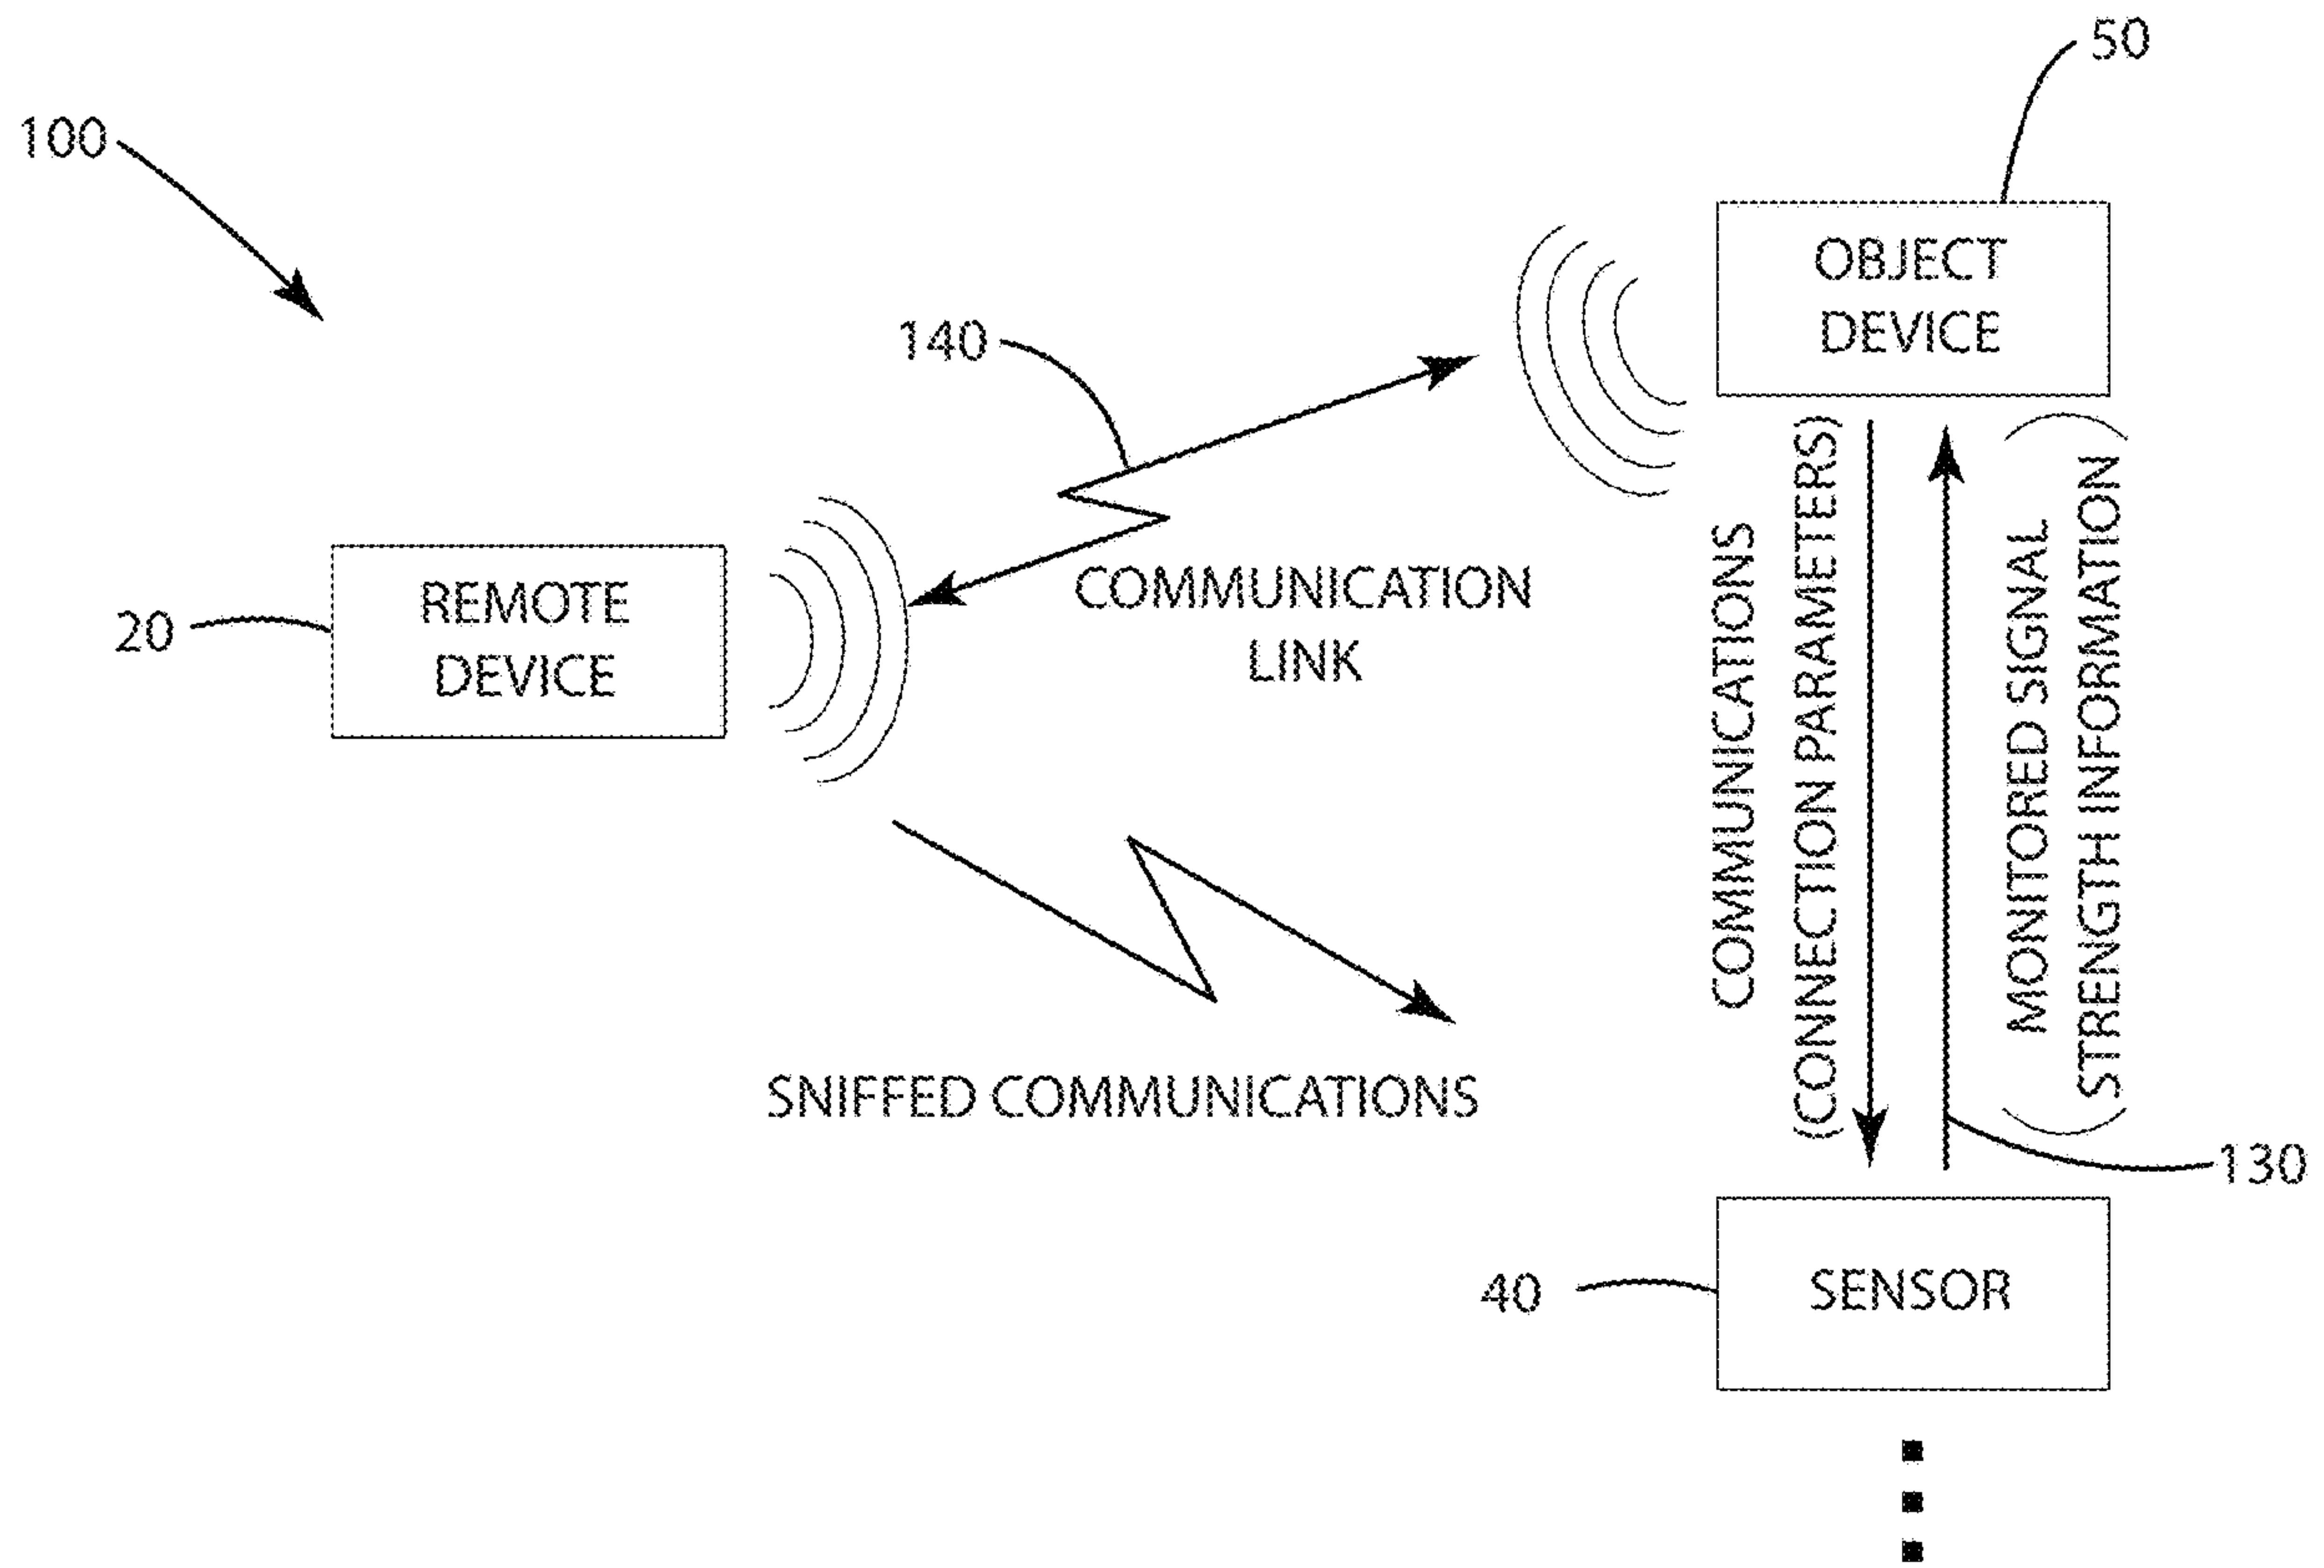 50
100
OBJECT
DEVICE
140
REMOTE
DEVICE
20
COMMUNICATION
LINK
COMMUNICATIONS
(CONNECTION PARAMETERS)
(MONITORED SIGNAL
STRENGTH INFORMATION)
SNIFFED COMMUNICATIONS
130
40
SENSOR